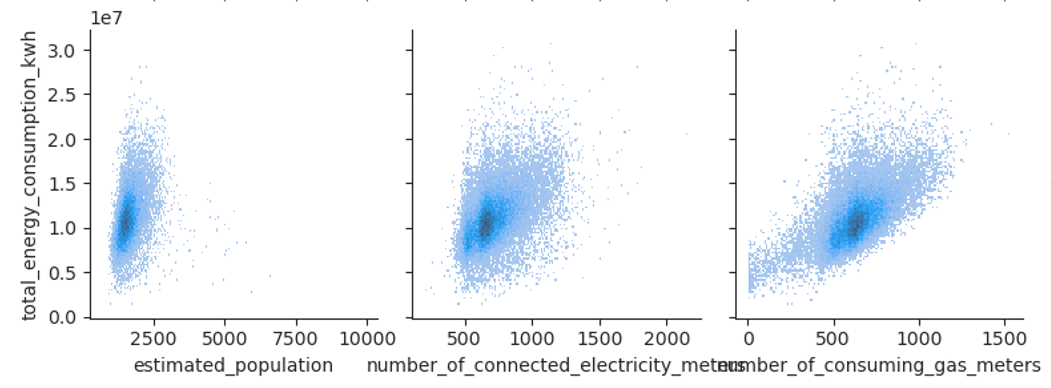 1e7
total_energy_consumption_kwh
3.0
2.5
2.0
1.5
1.0
0.5
0.0
2500 5000 7500 10000
500 1000 1500 2000
0 500 1000 1500
estimated_population
number_of_connected_electricity_meters
number_of_consuming_gas_meters